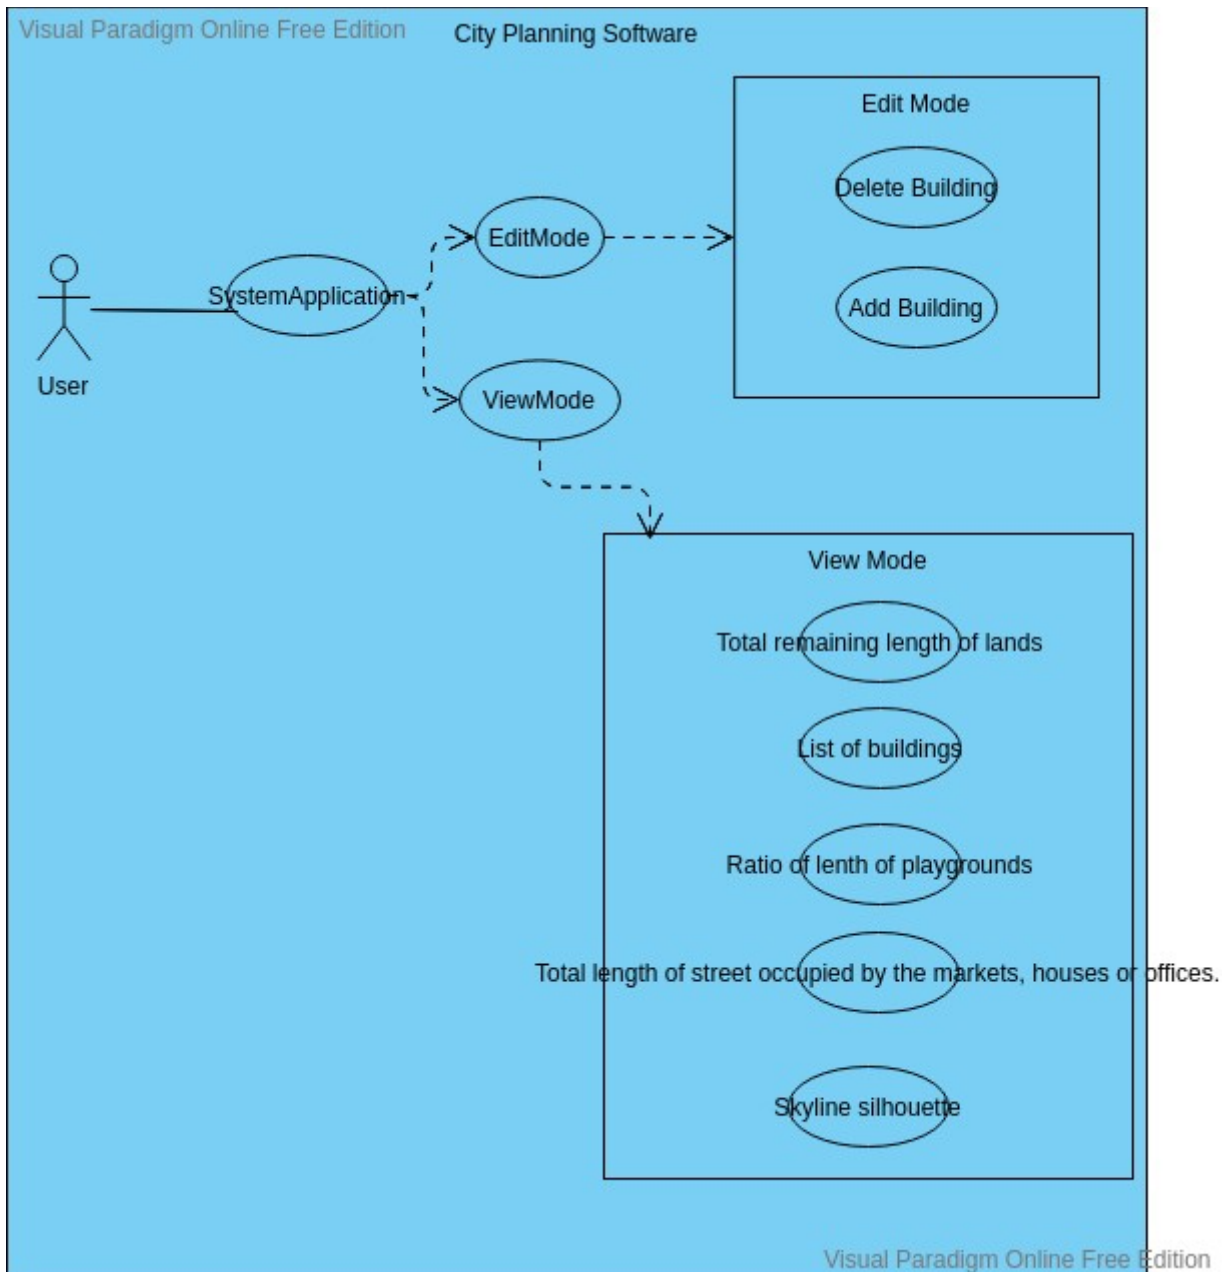 Visual Paradigm Online Free Edition
City Planning Software
Edit Mode
Delete Building
EditMode
Add Building
SystemApplication
User
ViewMode
View Mode
Total remaining length of lands
List of buildings
Ratio of lenth of playgrounds
Total length of street occupied by the markets, houses or offices.
Skyline silhouette
Visual Paradigm Online Free Edition